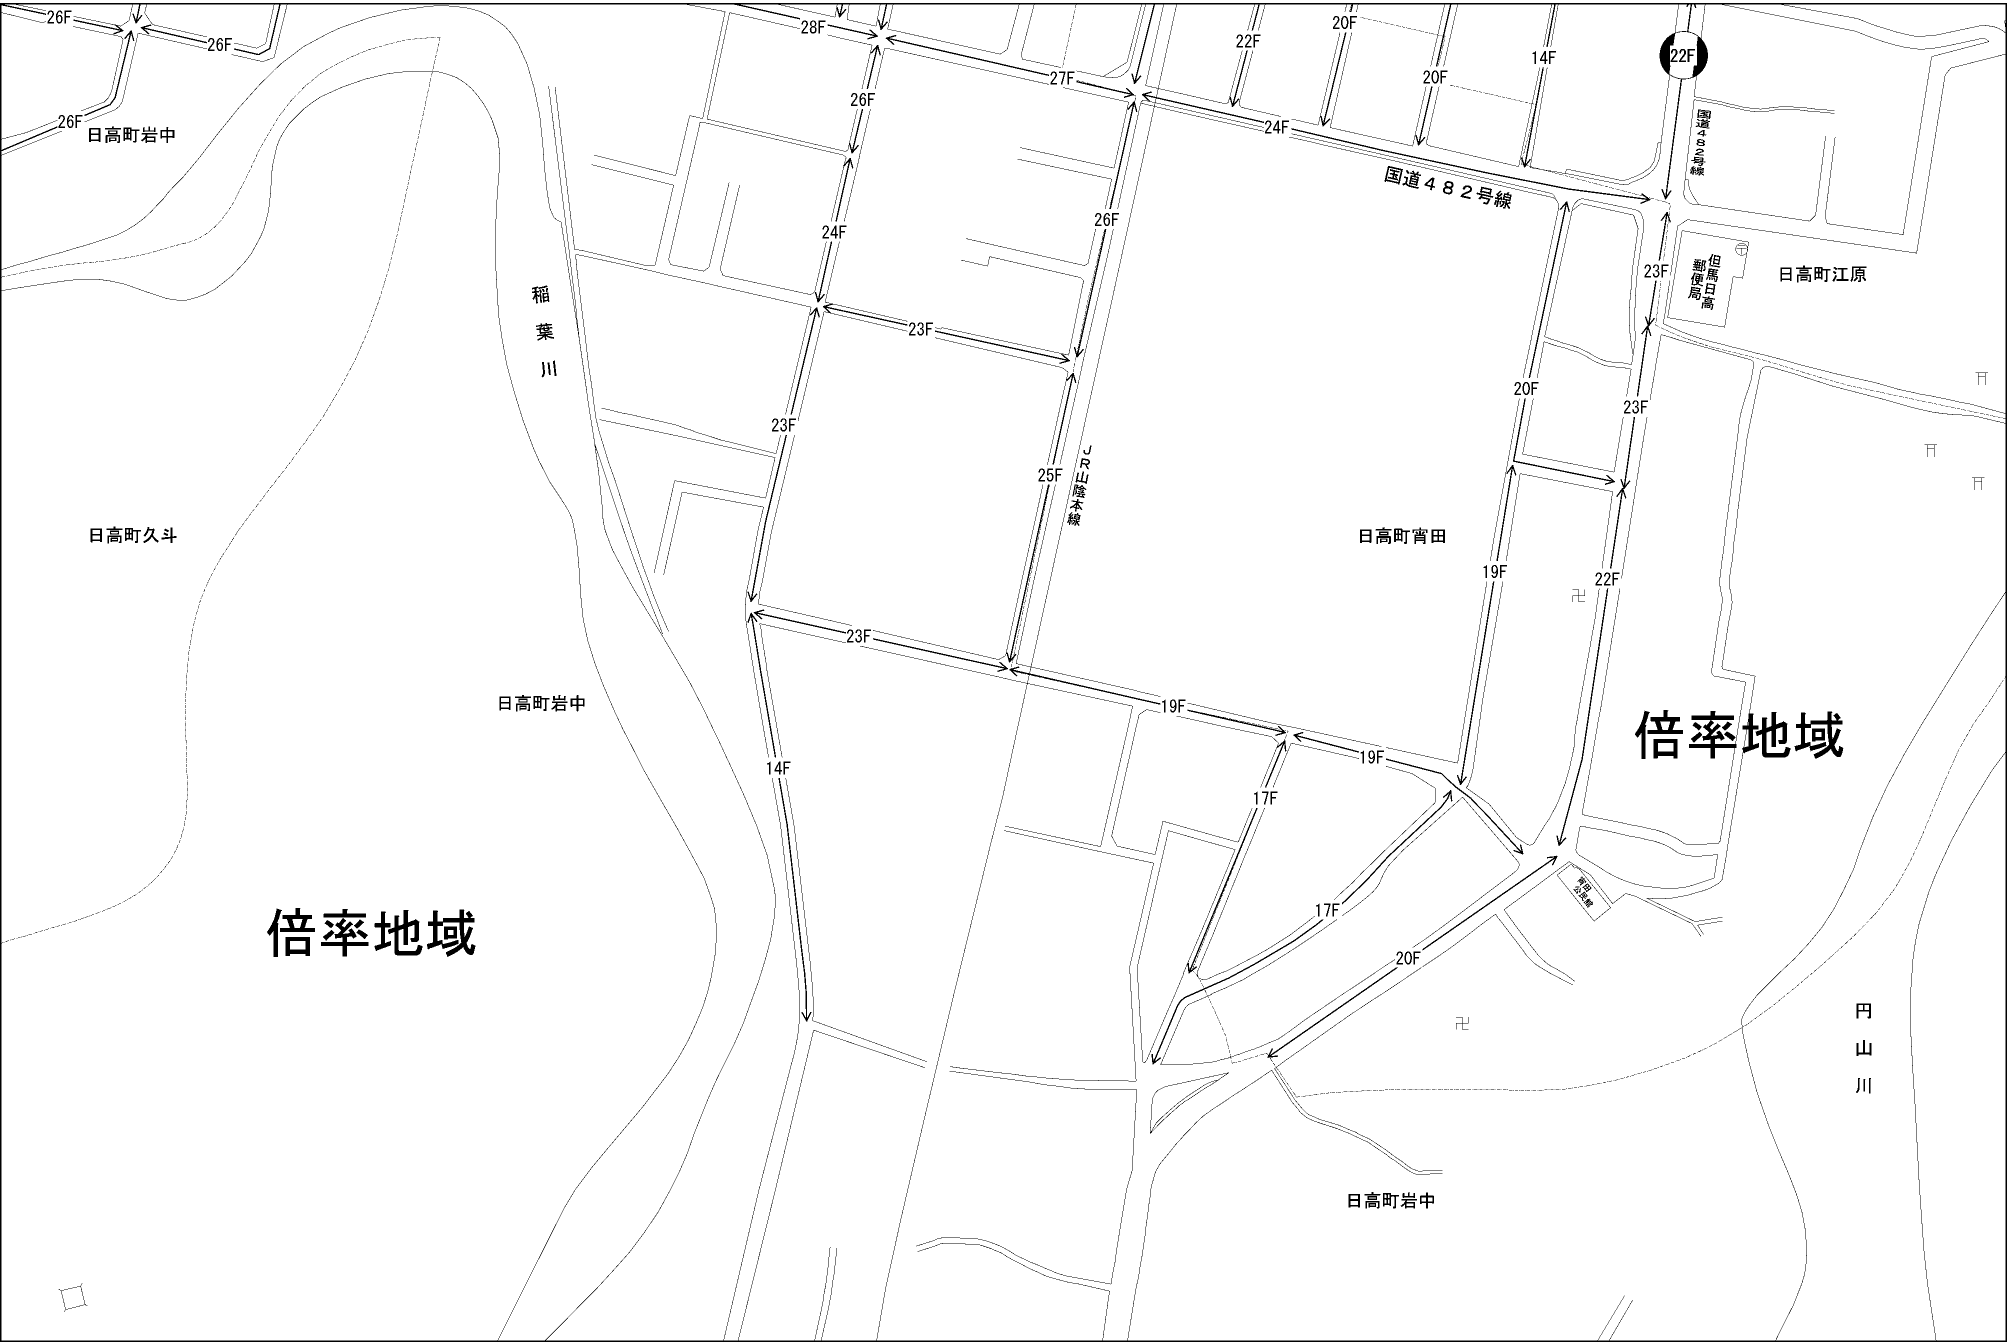 26F
26F
26F
日高町岩中
28F
27F
26F
22F
20F
20F
14F
22F
国道482号線
24F
国道482号線
24F
26F
23F
但馬日高
郵便局
日高町江原
稲葉川
23F
23F
20F
23F
25F
JR山陰本線
日高町久斗
日高町宵田
19F
22F
23F
日高町岩中
19F
19F
倍率地域
14F
17F
17F
宵田
公民館
倍率地域
20F
円山川
日高町岩中